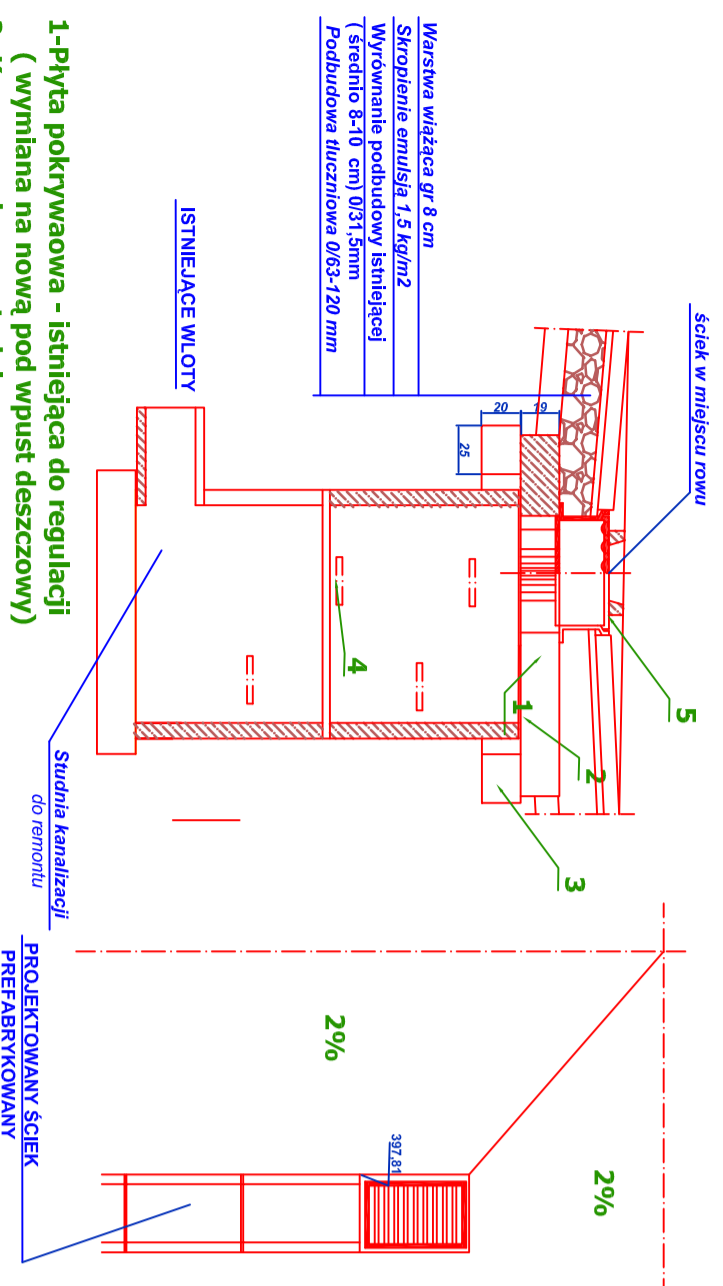 ściek w miejscu rowu
Warstwa wiążąca gr 8 cm
Skropienie emulsją 1,5 kg/m2
Wyrównanie podbudowy istniejącej
( średnio 8-10 cm) 0/31,5mm
Podbudowa tłuczniowa 0/63-120 mm
20
19
25
5
1
2
3
4
ISTNIEJĄCE WLOTY
Studnia kanalizacji
do remontu
2%
2%
397,81
PROJEKTOWANY ŚCIEK
PREFABRYKOWANY
1-Płyta pokrywaowa - istniejąca do regulacji
( wymiana na nową pod wpust deszczowy)